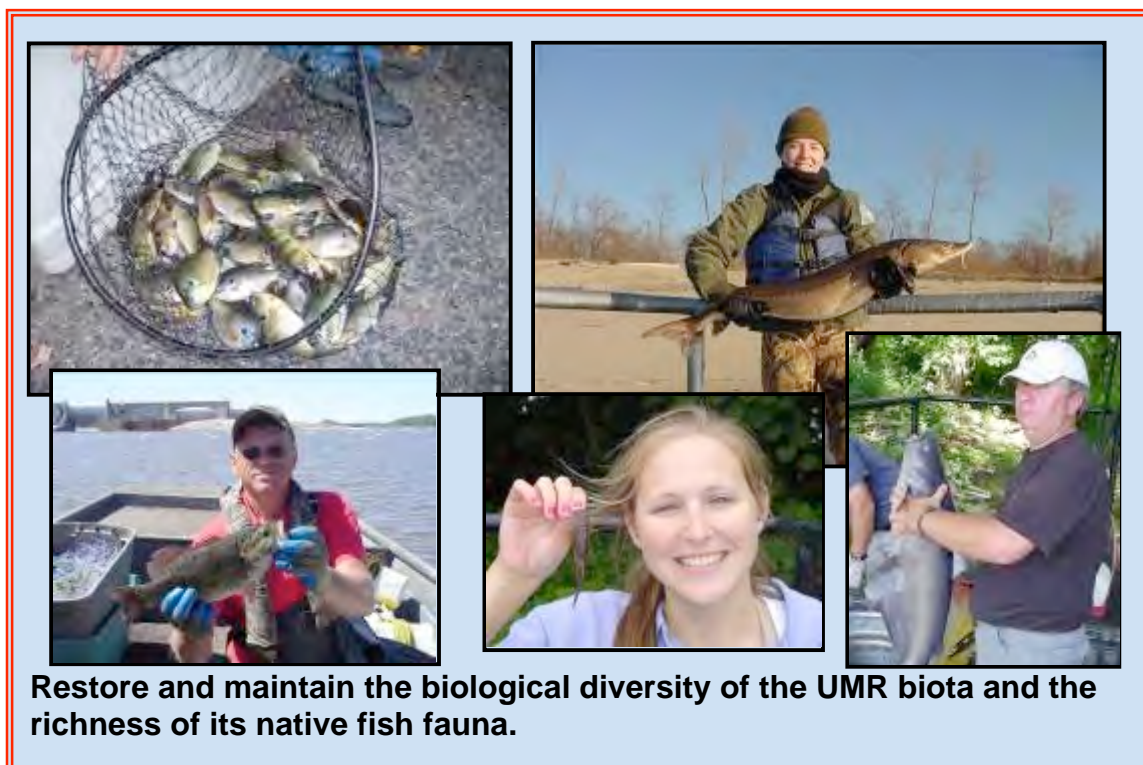 Restore and maintain the biological diversity of the UMR biota and the
richness of its native fish fauna.